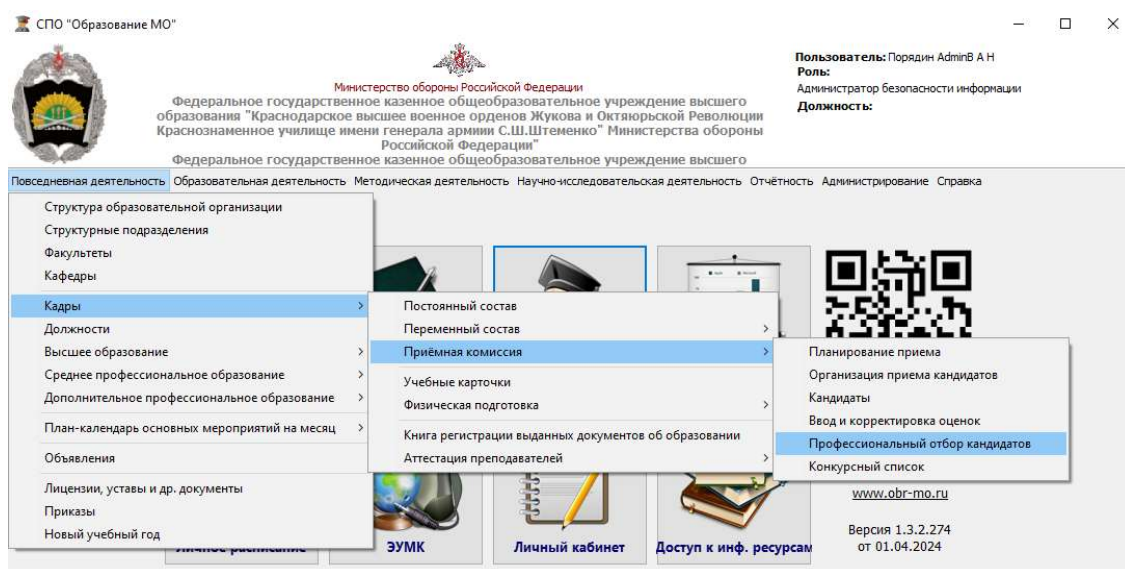 СПО "Образование МО"
Министерство обороны Российской Федерации
Федеральное государственное казенное общеобразовательное учреждение высшего
образования "Краснодарское высшее военное орденов Жукова и Октяюрьской Революции
Краснознаменное училище имени генерала армиии С.Ш.Штеменко" Министерства обороны
Российской Федерации"
Федеральное государственное казенное общеобразовательное учреждение высшего
Пользователь: Порядин AdminB А Н
Роль:
Администратор безопасности информации
Должность:
Повседневная деятельность Образовательная деятельность Методическая деятельность Научно-исследовательская деятельность Отчётность Администрирование Справка
Структура образовательной организации
Структурные подразделения
Факультеты
Кафедры
Кадры
Должности
Высшее образование
Среднее профессиональное образование
Дополнительное профессиональное образование
План-календарь основных мероприятий на месяц
Объявления
Лицензии, уставы и др. документы
Приказы
Новый учебный год
Постоянный состав
Переменный состав
Приёмная комиссия
Учебные карточки
Физическая подготовка
Книга регистрации выданных документов об образовании
Аттестация преподавателей
Планирование приема
Организация приема кандидатов
Кандидаты
Ввод и корректировка оценок
Профессиональный отбор кандидатов
Конкурсный список
www.obr-mo.ru
Версия 1.3.2.274
от 01.04.2024
Личное расписание ЭУМК Личный кабинет Доступ к инф. ресурсам